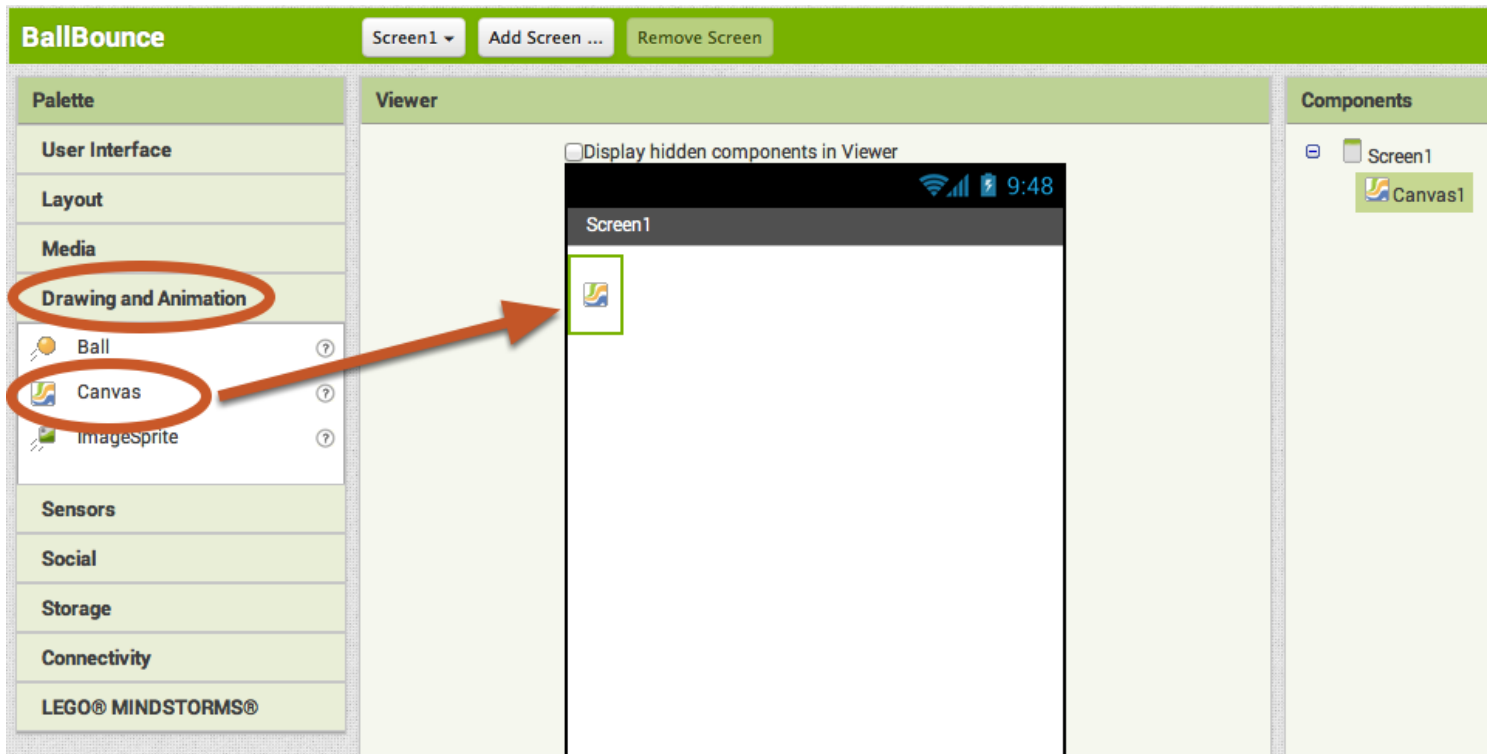 BallBounce
Screen1
Add Screen ...
Remove Screen
Palette
User Interface
Layout
Media
Drawing and Animation
Ball
?
Canvas
?
ImageSprite
?
Sensors
Social
Storage
Connectivity
LEGO® MINDSTORMS®
Viewer
Display hidden components in Viewer
9:48
Screen1
Components
Screen1
Canvas1